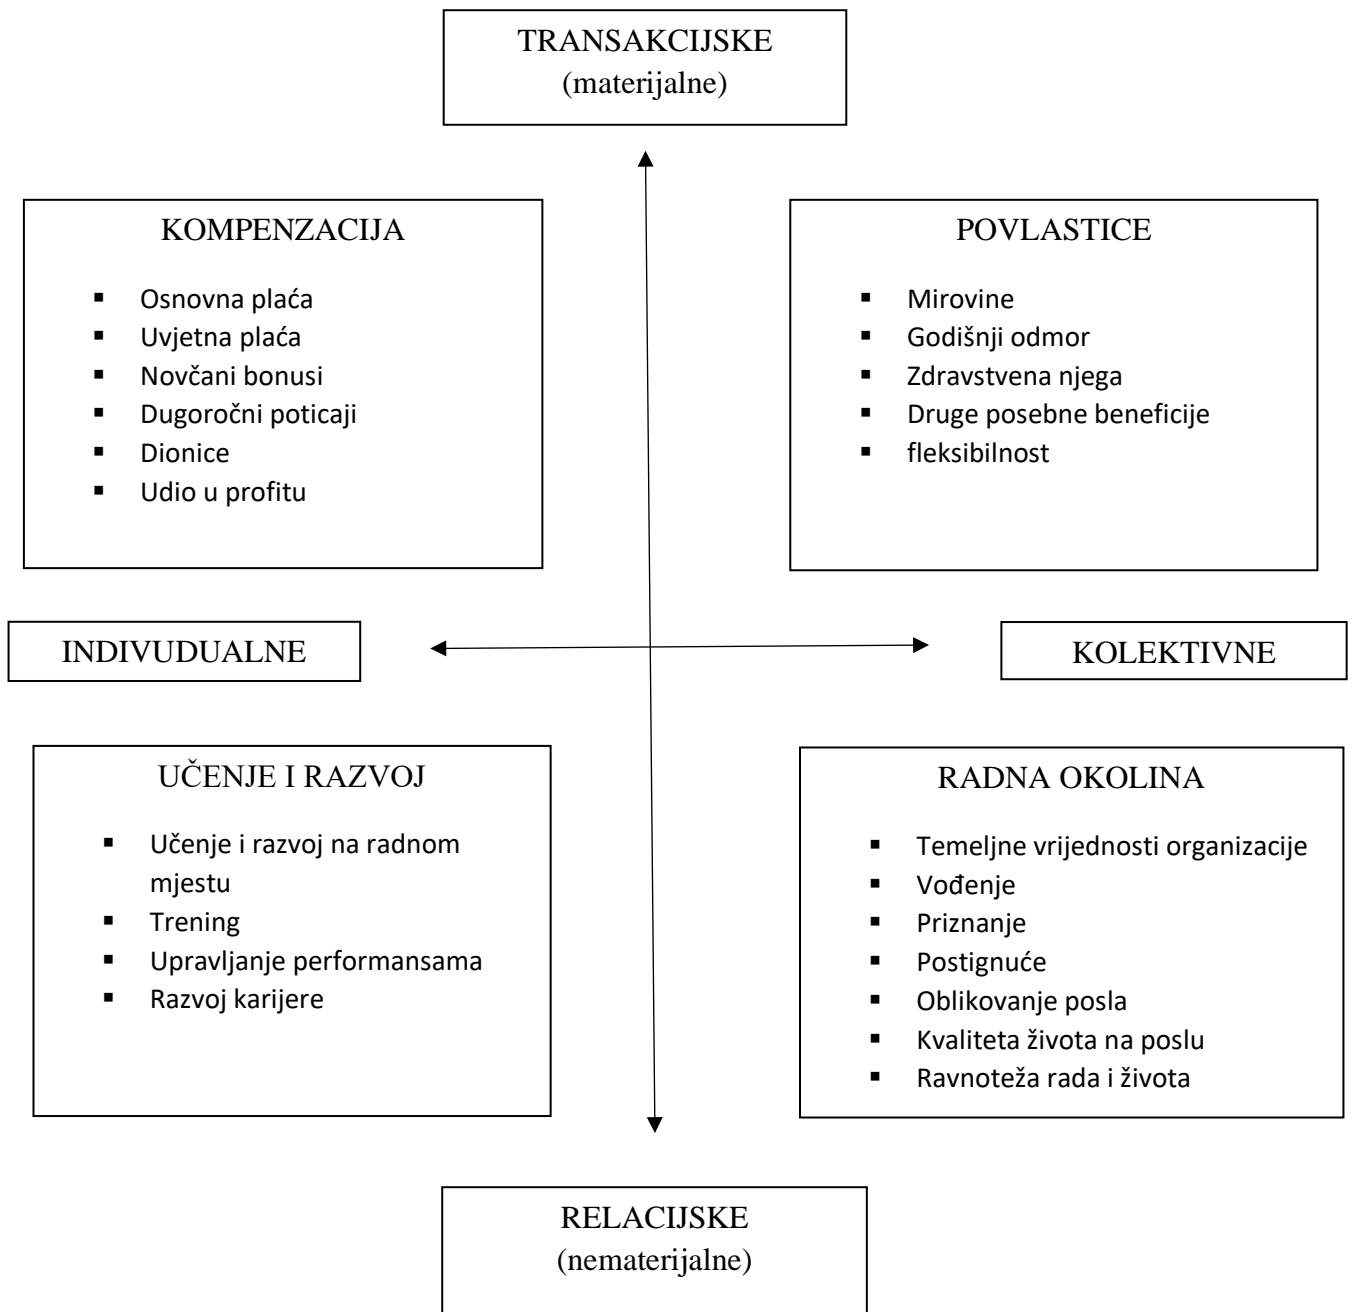 TRANSAKCIJSKE
(materijalne)
KOMPENZACIJA
▪ Osnovna plaća
▪ Uvjetna plaća
▪ Novčani bonusi
▪ Dugoročni poticaji
▪ Dionice
▪ Udio u profitu
POVLASTICE
▪ Mirovine
▪ Godišnji odmor
▪ Zdravstvena njega
▪ Druge posebne beneficije
▪ fleksibilnost
INDIVUDUALNE
KOLEKTIVNE
UČENJE I RAZVOJ
▪ Učenje i razvoj na radnom
mjestu
▪ Trening
▪ Upravljanje performansama
▪ Razvoj karijere
RADNA OKOLINA
▪ Temeljne vrijednosti organizacije
▪ Vođenje
▪ Priznanje
▪ Postignuće
▪ Oblikovanje posla
▪ Kvaliteta života na poslu
▪ Ravnoteža rada i života
RELACIJSKE
(nematerijalne)